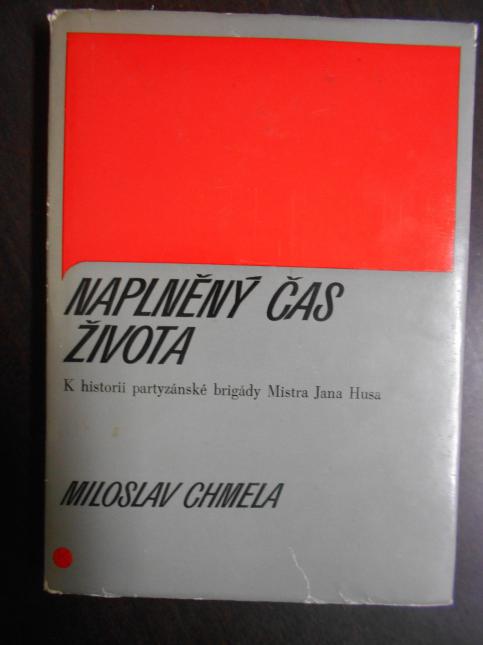 NAPLNĚNÝ ČAS
ŽIVOTA
K historii partyzánské brigády Mistra Jana Husa
MILOSLAV CHMELA